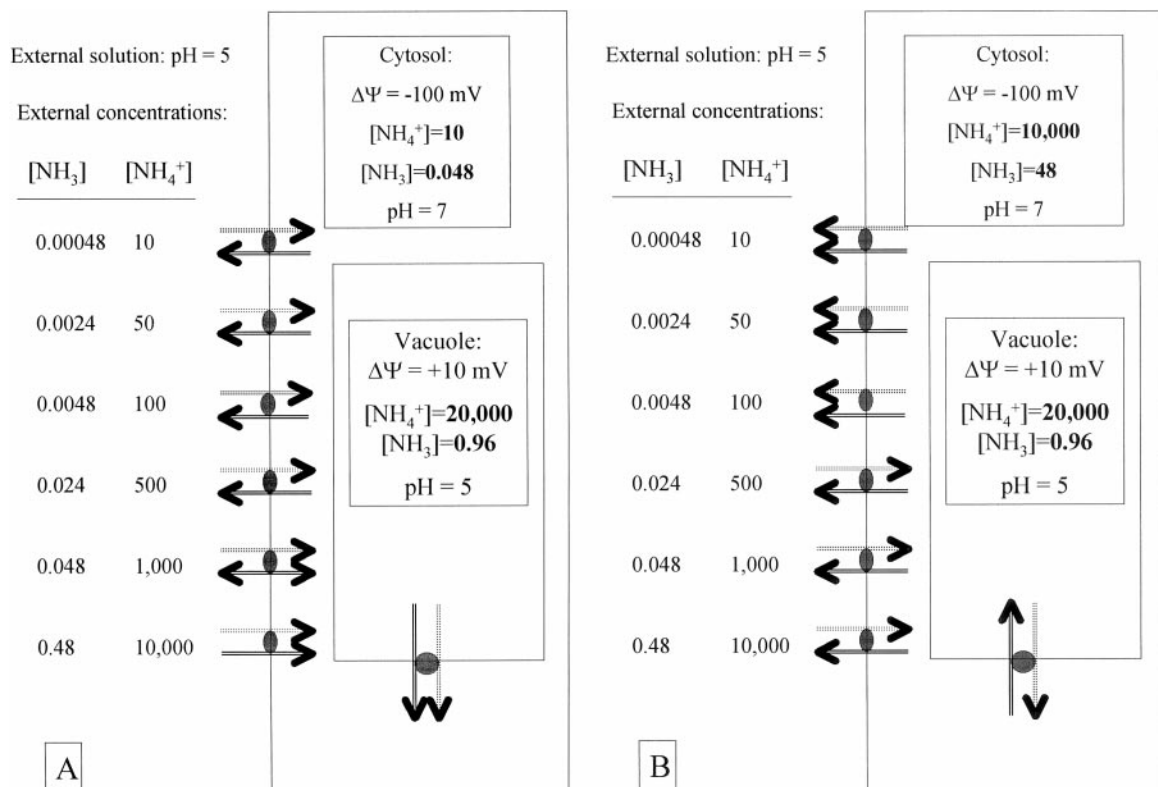 External solution: pH = 5
External concentrations:
[NH₃] [NH₄⁺]
0.00048 10
0.0024 50
0.0048 100
0.024 500
0.048 1,000
0.48 10,000
Cytosol:
ΔΨ = -100 mV
[NH₄⁺]=10
[NH₃]=0.048
pH = 7
Vacuole:
ΔΨ = +10 mV
[NH₄⁺]=20,000
[NH₃]=0.96
pH = 5
A
External solution: pH = 5
External concentrations:
[NH₃] [NH₄⁺]
0.00048 10
0.0024 50
0.0048 100
0.024 500
0.048 1,000
0.48 10,000
Cytosol:
ΔΨ = -100 mV
[NH₄⁺]=10,000
[NH₃]=48
pH = 7
Vacuole:
ΔΨ = +10 mV
[NH₄⁺]=20,000
[NH₃]=0.96
pH = 5
B